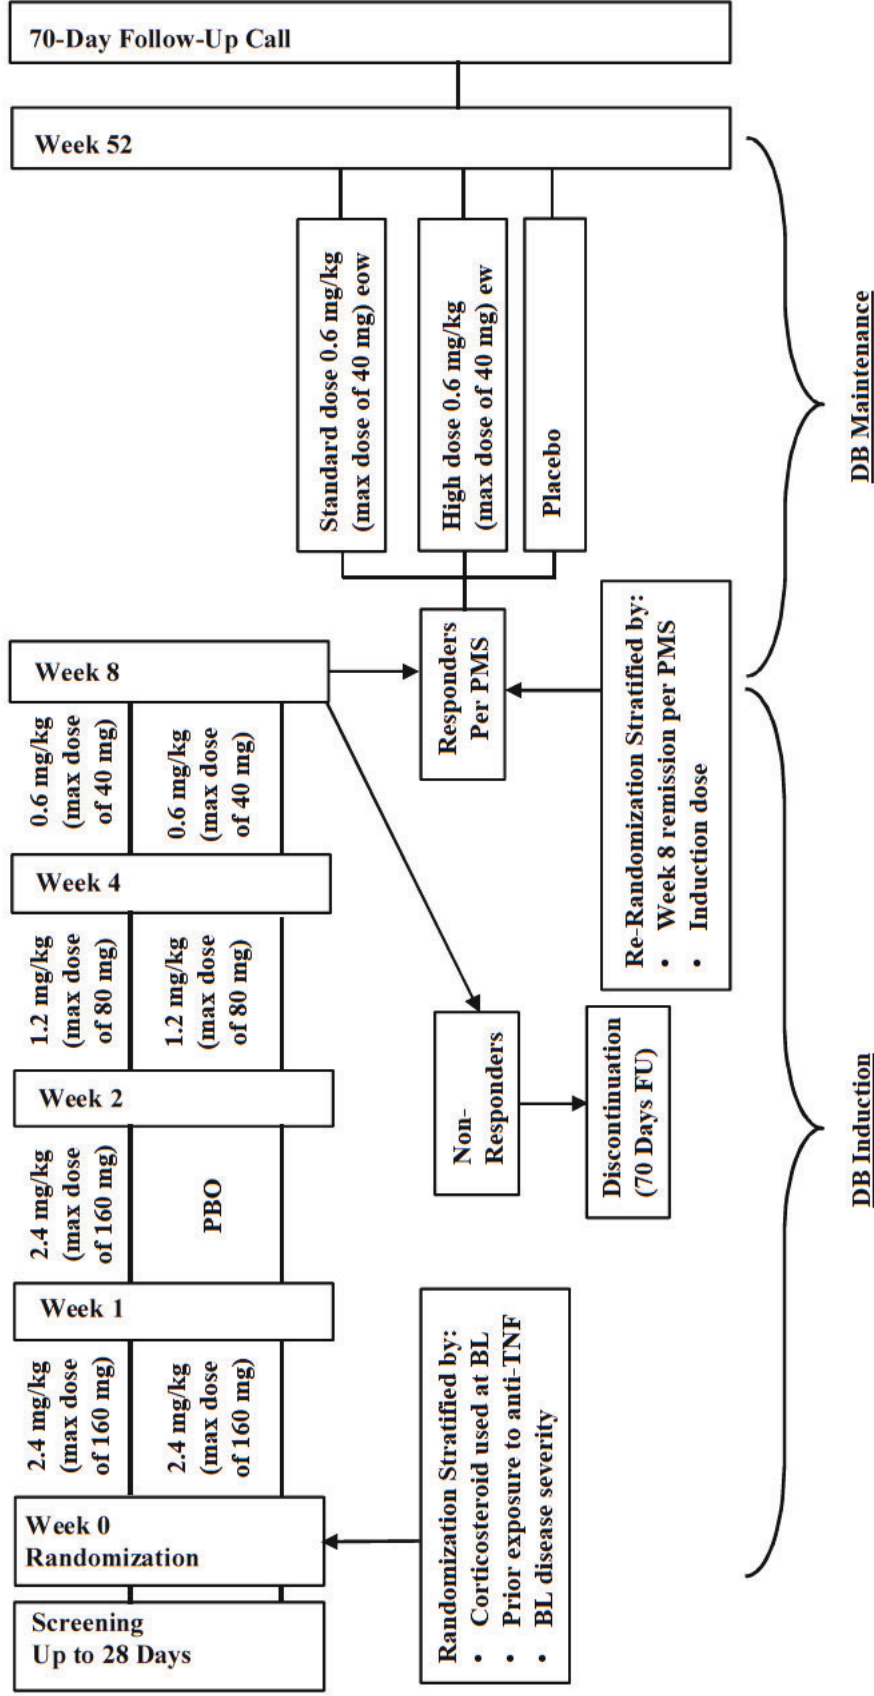 Screening
Up to 28 Days
Week 0
Randomization
2.4 mg/kg
(max dose
of 160 mg)
2.4 mg/kg
(max dose
of 160 mg)
Week 1
2.4 mg/kg
(max dose
of 160 mg)
PBO
Week 2
1.2 mg/kg
(max dose
of 80 mg)
1.2 mg/kg
(max dose
of 80 mg)
Week 4
0.6 mg/kg
(max dose
of 40 mg)
0.6 mg/kg
(max dose
of 40 mg)
Week 8
Randomization Stratified by:
• Corticosteroid used at BL
• Prior exposure to anti-TNF
• BL disease severity
Non-
Responders
Discontinuation
(70 Days FU)
Responders
Per PMS
Re-Randomization Stratified by:
• Week 8 remission per PMS
• Induction dose
Standard dose 0.6 mg/kg
(max dose of 40 mg) eow
High dose 0.6 mg/kg
(max dose of 40 mg) ew
Placebo
Week 52
70-Day Follow-Up Call
DB Induction
DB Maintenance